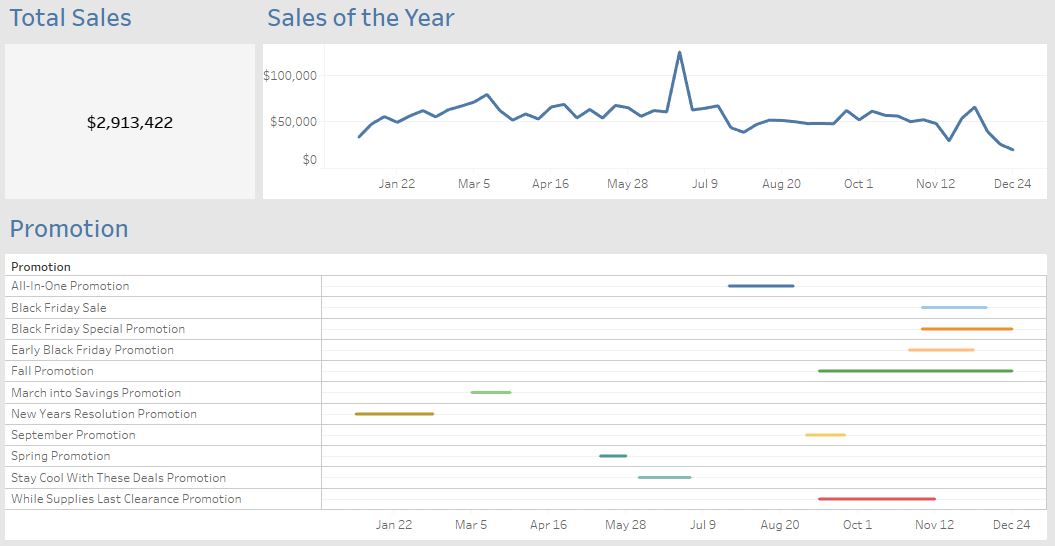 Total Sales
Sales of the Year
$2,913,422
$100,000
$50,000
$0
Jan 22 Mar 5 Apr 16 May 28 Jul 9 Aug 20 Oct 1 Nov 12 Dec 24
Promotion
Promotion
All-In-One Promotion
Black Friday Sale
Black Friday Special Promotion
Early Black Friday Promotion
Fall Promotion
March into Savings Promotion
New Years Resolution Promotion
September Promotion
Spring Promotion
Stay Cool With These Deals Promotion
While Supplies Last Clearance Promotion
Jan 22 Mar 5 Apr 16 May 28 Jul 9 Aug 20 Oct 1 Nov 12 Dec 24